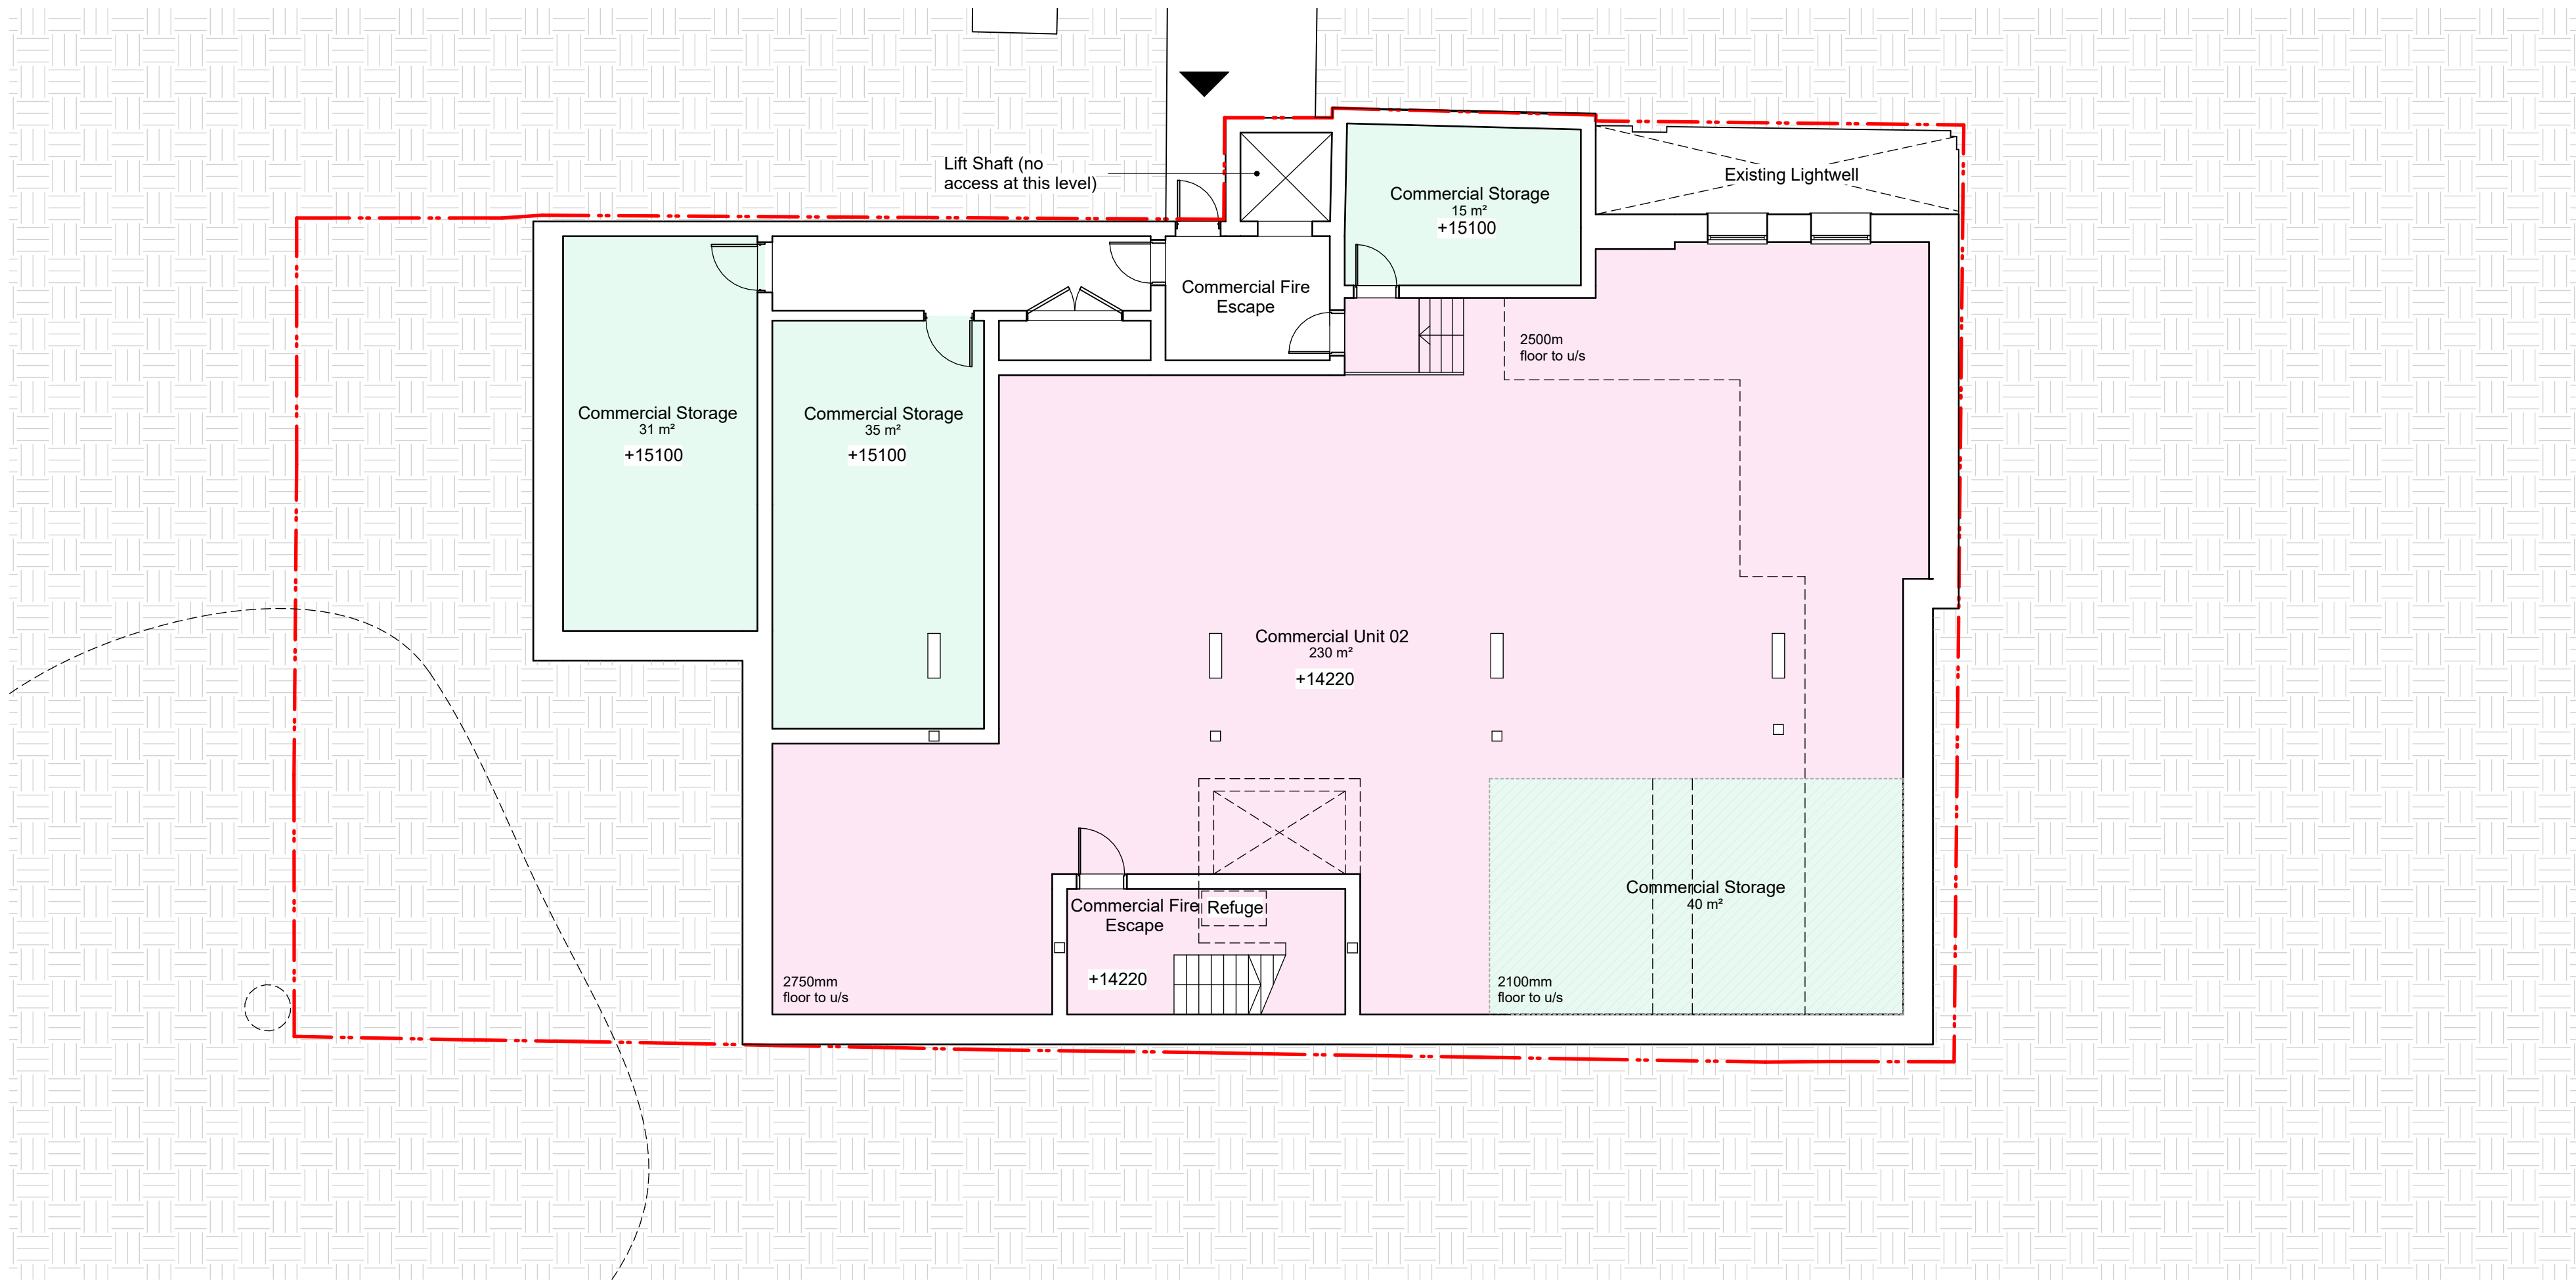 Lift Shaft (no
access at this level)
Commercial Storage
15 m²
+15100
Existing Lightwell
Commercial Fire
Escape
2500m
floor to u/s
Commercial Storage
31 m²
+15100
Commercial Storage
35 m²
+15100
Commercial Unit 02
230 m²
+14220
Commercial Storage
40 m²
Commercial Fire
Escape
Refuge
+14220
2750mm
floor to u/s
2100mm
floor to u/s